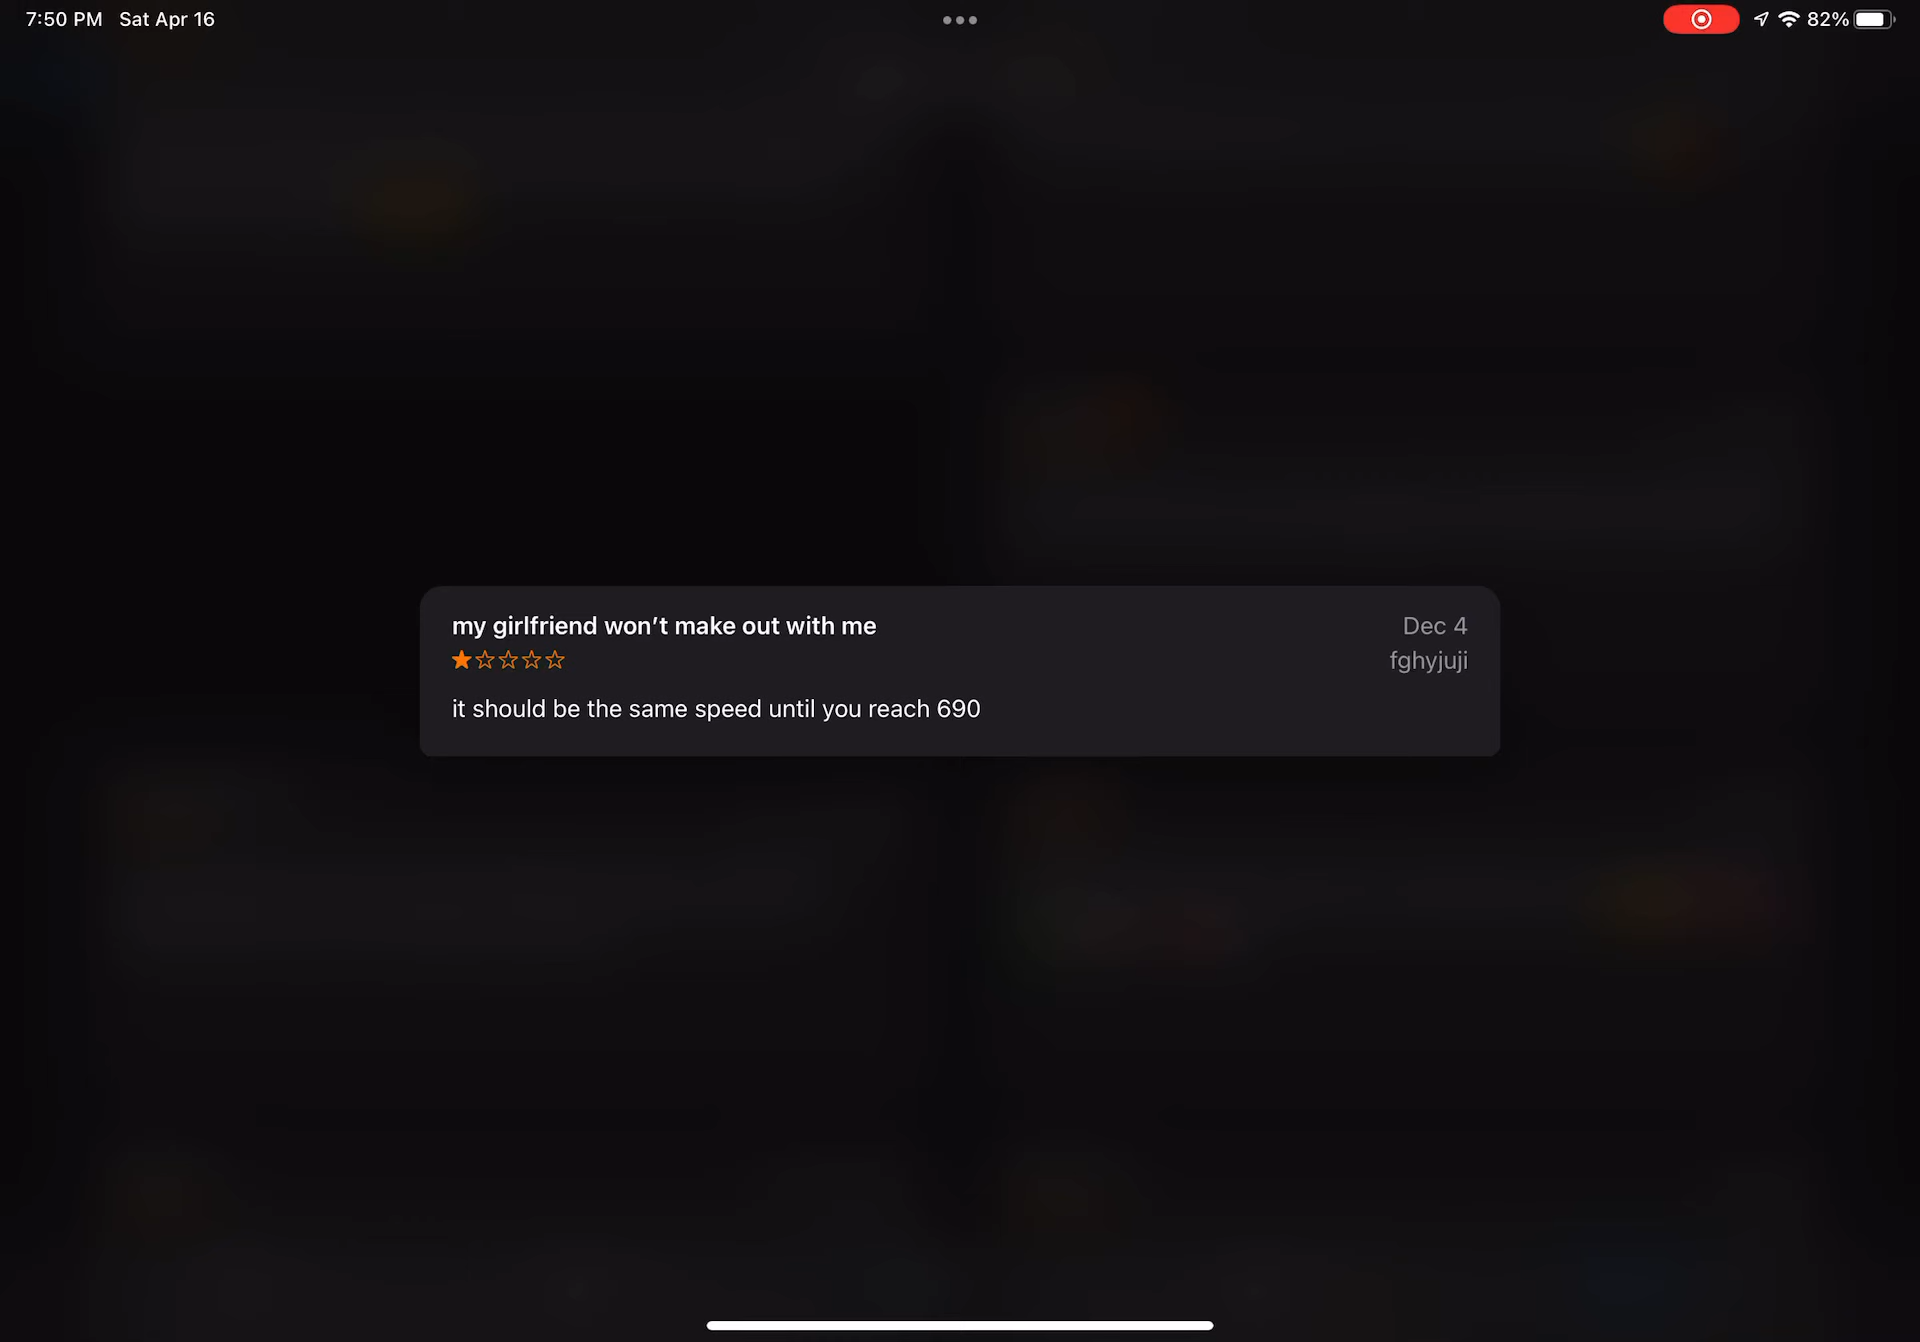 7:50 PM Sat Apr 16
82%
my girlfriend won't make out with me
Dec 4
fghyjuji
it should be the same speed until you reach 690